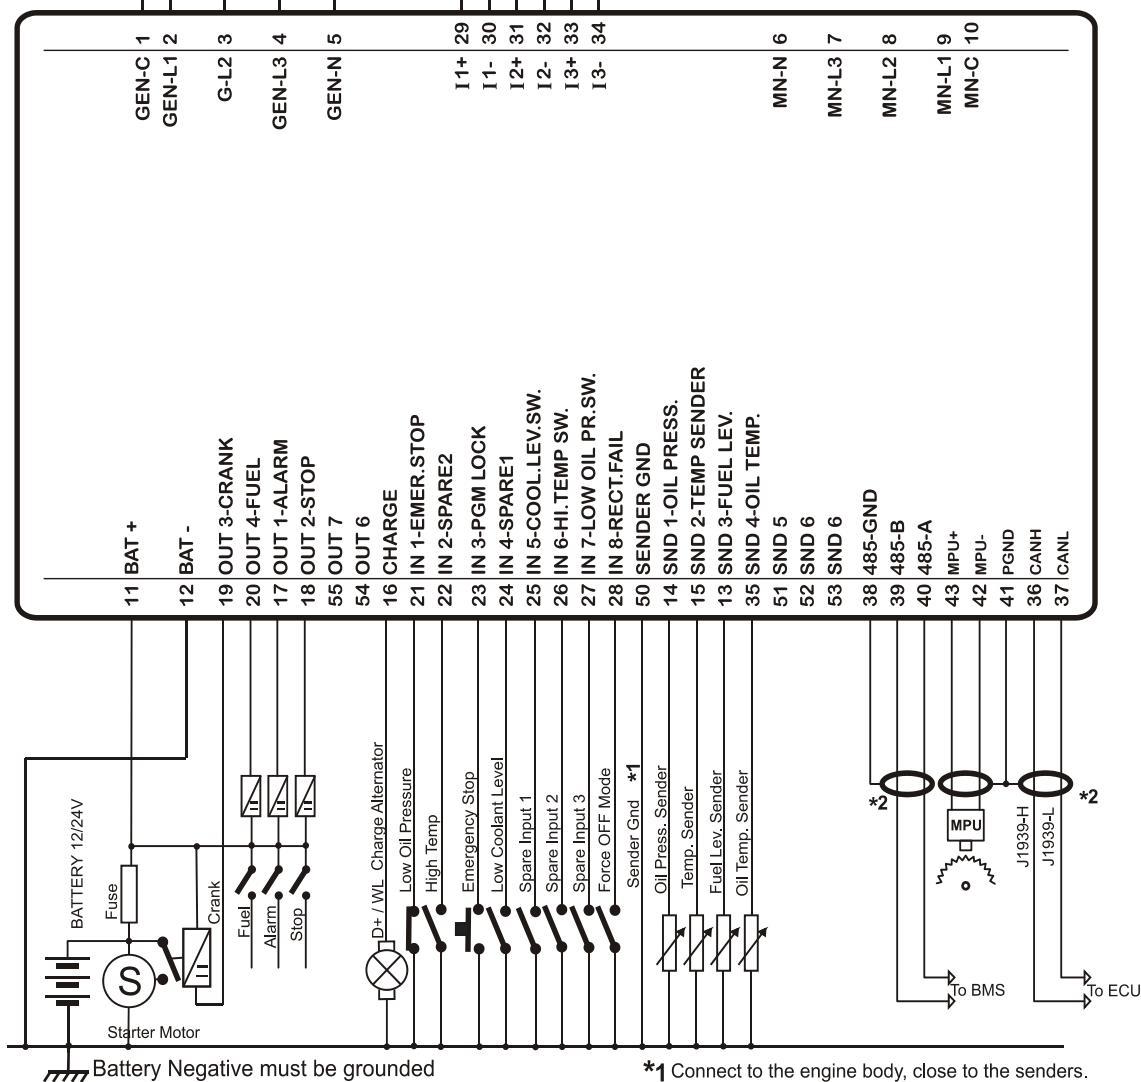 1 GEN-C
2 GEN-L1
3 G-L2
4 GEN-L3
5 GEN-N
29 I1+
30 I1-
31 I2+
32 I2-
33 I3+
34 I3-
6 MN-N
7 MN-L3
8 MN-L2
9 MN-L1
10 MN-C
11 BAT +
12 BAT -
19 OUT 3-CRANK
20 OUT 4-FUEL
17 OUT 1-ALARM
18 OUT 2-STOP
55 OUT 7
54 OUT 6
16 CHARGE
21 IN 1-EMER.STOP
22 IN 2-SPARE2
23 IN 3-PGM LOCK
24 IN 4-SPARE1
25 IN 5-COOL.LEV.SW.
26 IN 6-HI.TEMP SW.
27 IN 7-LOW OIL PR.SW.
28 IN 8-RECT.FAIL
50 SENDER GND
14 SND 1-OIL PRESS.
15 SND 2-TEMP SENDER
13 SND 3-FUEL LEV.
35 SND 4-OIL TEMP.
51 SND 5
52 SND 6
53 SND 6
38 485-GND
39 485-B
40 485-A
43 MPU+
42 MPU-
41 PGND
36 CANH
37 CANL
BATTERY 12/24V
Fuse
S
Starter Motor
Crank
Fuel
Alarm
Stop
D+ / WL Charge Alternator
Low Oil Pressure
High Temp
Emergency Stop
Low Coolant Level
Spare Input 1
Spare Input 2
Spare Input 3
Force OFF Mode
Sender Gnd *1
Oil Press. Sender
Temp. Sender
Fuel Lev. Sender
Oil Temp. Sender
*2
MPU
J1939-H
J1939-L
*2
To BMS
To ECU
Battery Negative must be grounded
*1 Connect to the engine body, close to the senders.